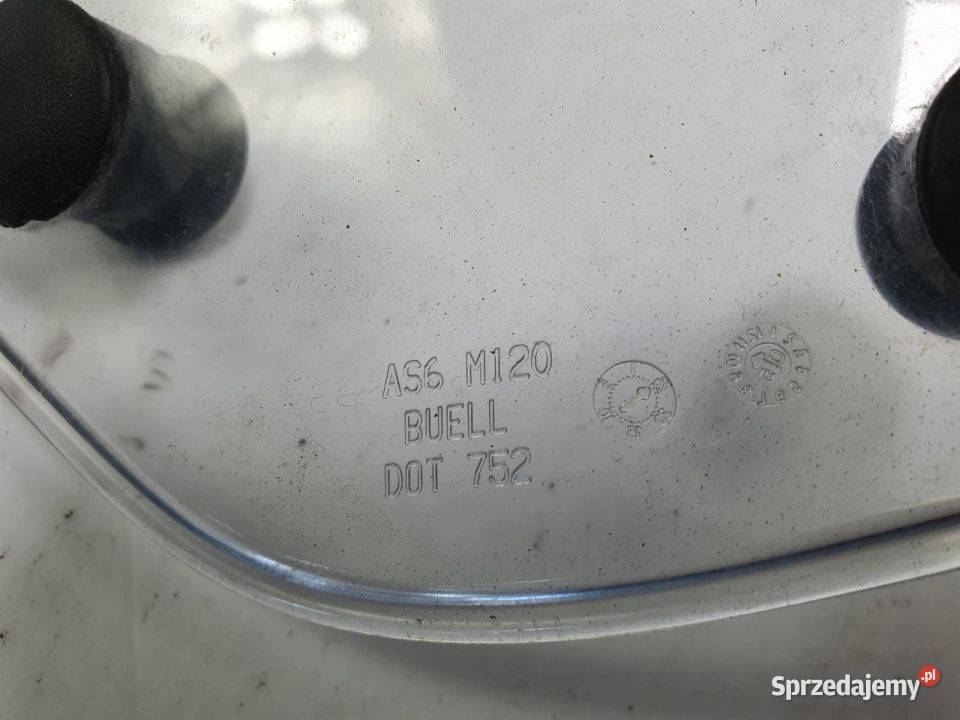 AS6 M120
BUELL
DOT 752
Sprzedajemy.pl